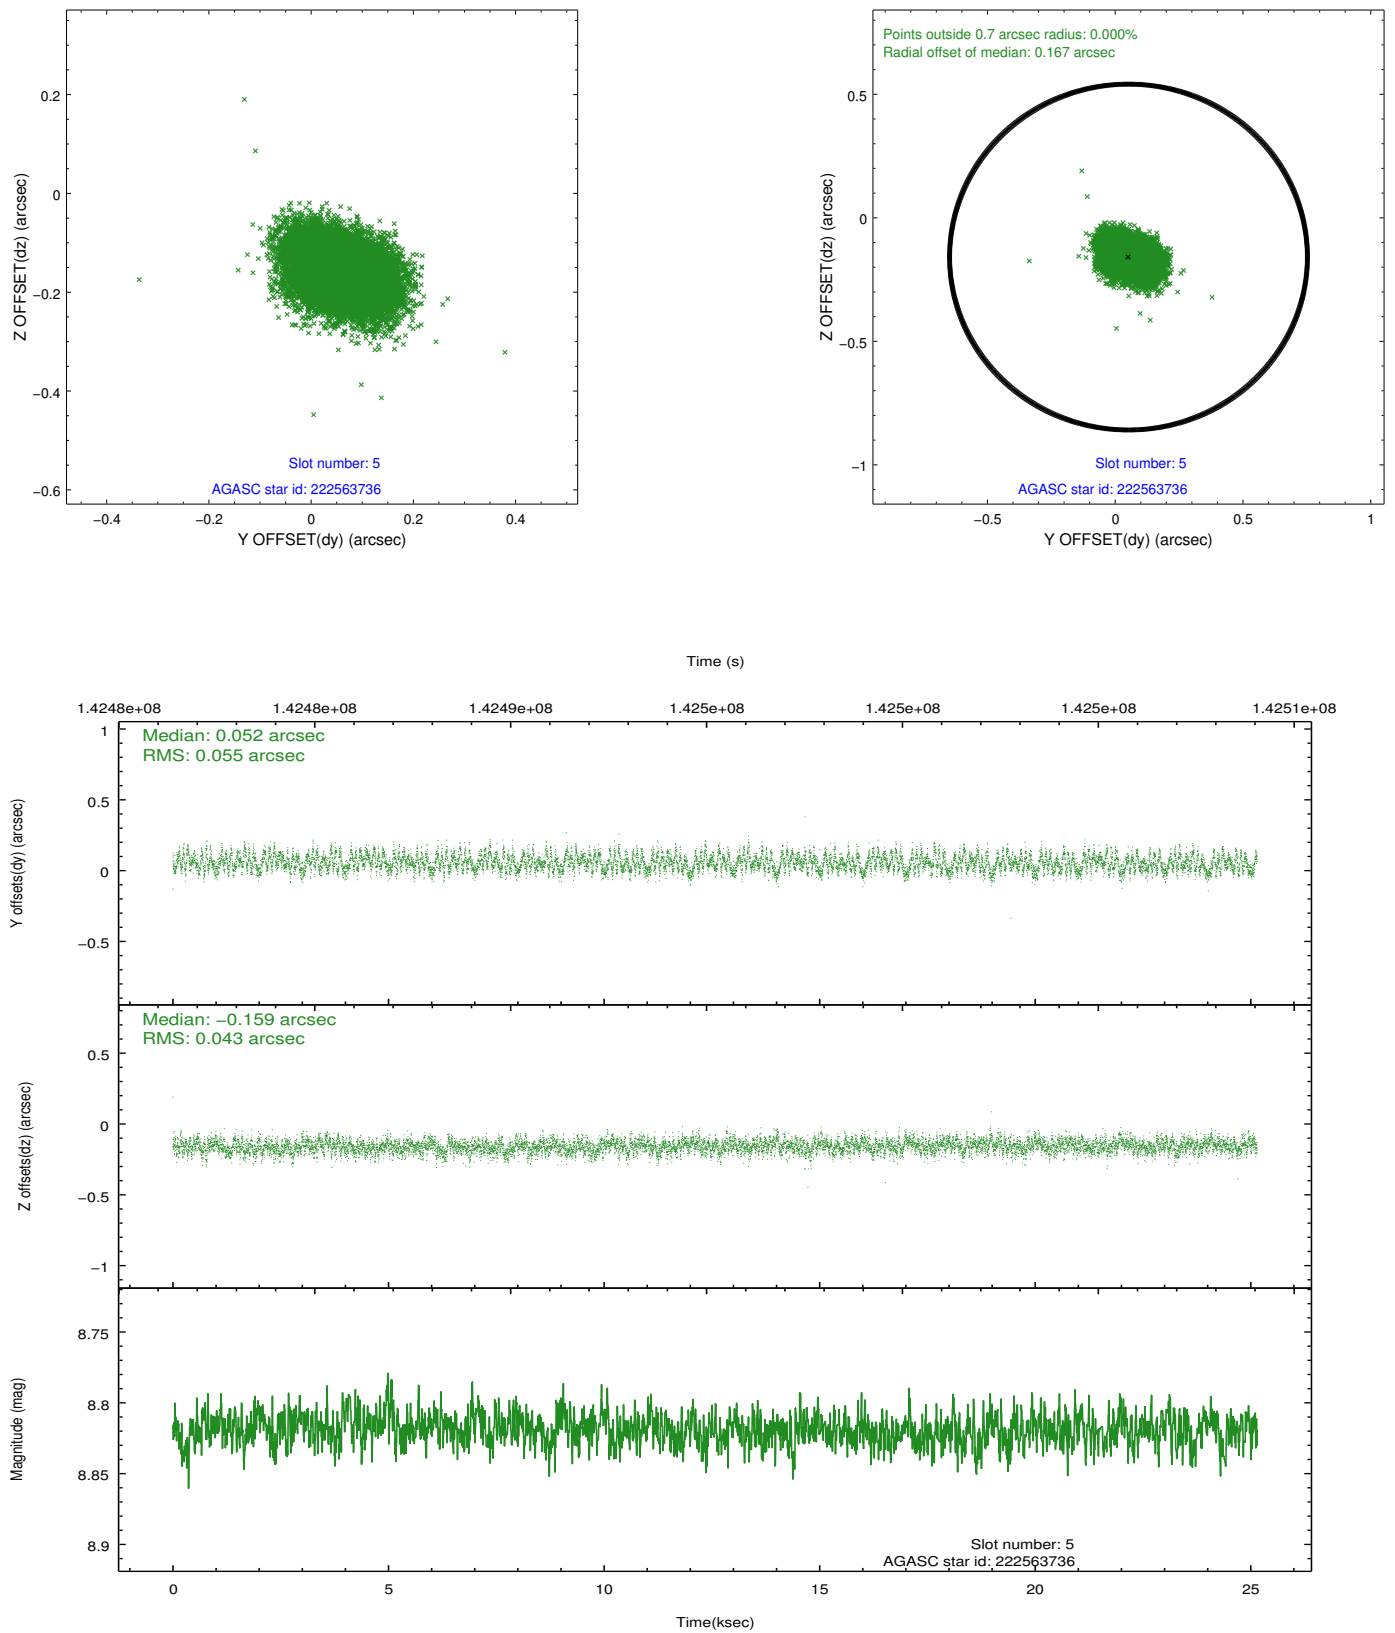 0.2
0
−0.2
−0.4
−0.6
Z OFFSET(dz) (arcsec)
Slot number: 5
AGASC star id: 222563736
−0.4
−0.2
0
0.2
0.4
Y OFFSET(dy) (arcsec)
Points outside 0.7 arcsec radius: 0.000%
Radial offset of median: 0.167 arcsec
0.5
0
−0.5
−1
Z OFFSET(dz) (arcsec)
Slot number: 5
AGASC star id: 222563736
−0.5
0
0.5
1
Y OFFSET(dy) (arcsec)
Time (s)
1.4248e+08
1.4248e+08
1.4249e+08
1.425e+08
1.425e+08
1.425e+08
1.4251e+08
Median: 0.052 arcsec
RMS: 0.055 arcsec
1
0.5
0
−0.5
Y offsets(dy) (arcsec)
Median: −0.159 arcsec
RMS: 0.043 arcsec
0.5
0
−0.5
−1
Z offsets(dz) (arcsec)
8.75
8.8
8.85
8.9
Magnitude (mag)
Slot number: 5
AGASC star id: 222563736
0
5
10
15
20
25
Time(ksec)